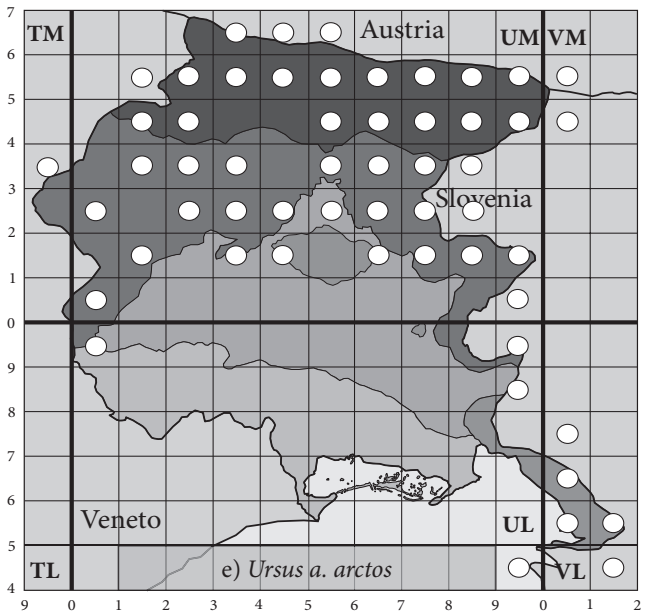 7
TM
Austria
UM VM
6
5
4
3
Slovenia
2
1
0
9
8
7
6
Veneto
UL
5
TL
e) Ursus a. arctos
VL
4
9 0 1 2 3 4 5 6 7 8 9 0 1 2